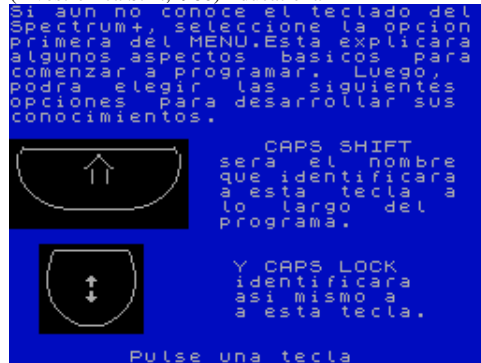 Si aun no conoce el teclado del
Spectrum+, seleccione la opcion
primera del MENU.Esta explicara
algunos aspectos basicos para
comenzar a programar. Luego,
podra elegir las siguientes
opciones para desarrollar sus
conocimientos.
CAPS SHIFT
sera el nombre
que identificara
a esta tecla a
lo largo del
programa.
Y CAPS LOCK
identificara
asi mismo a
a esta tecla.
Pulse una tecla